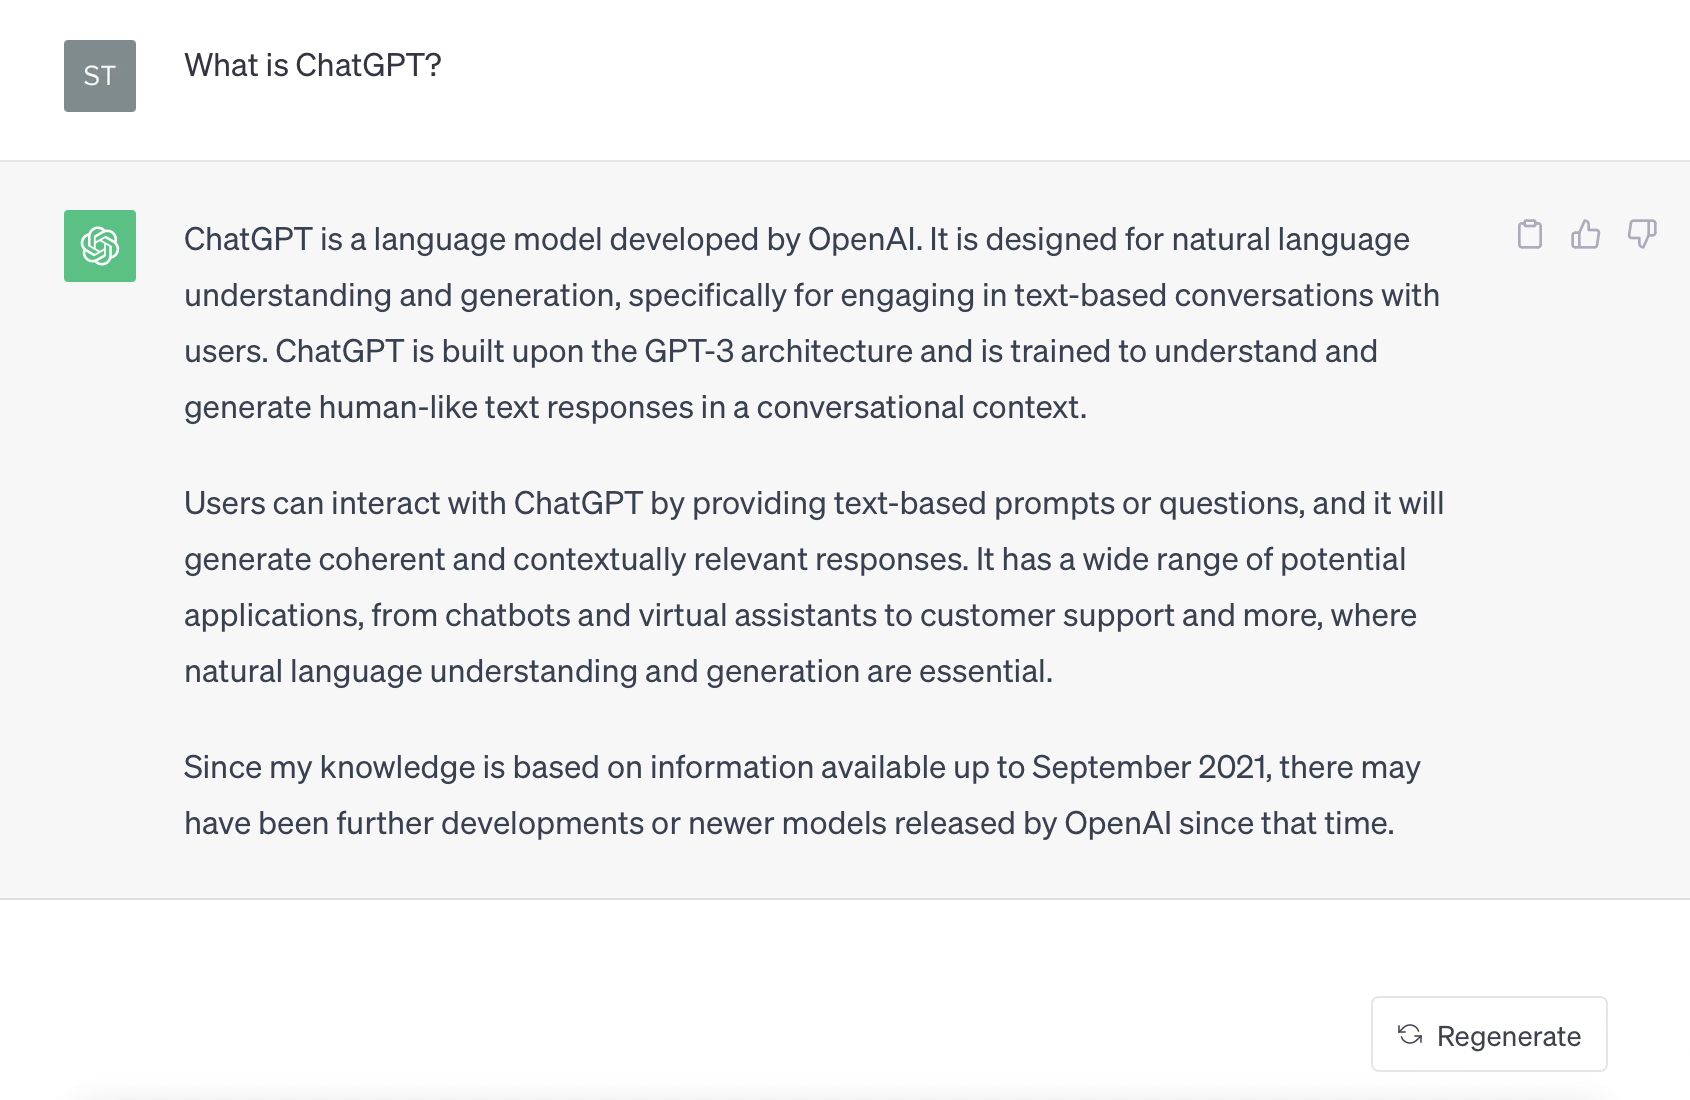 ST
What is ChatGPT?
ChatGPT is a language model developed by OpenAI. It is designed for natural language
understanding and generation, specifically for engaging in text-based conversations with
users. ChatGPT is built upon the GPT-3 architecture and is trained to understand and
generate human-like text responses in a conversational context.
Users can interact with ChatGPT by providing text-based prompts or questions, and it will
generate coherent and contextually relevant responses. It has a wide range of potential
applications, from chatbots and virtual assistants to customer support and more, where
natural language understanding and generation are essential.
Since my knowledge is based on information available up to September 2021, there may
have been further developments or newer models released by OpenAI since that time.
Regenerate